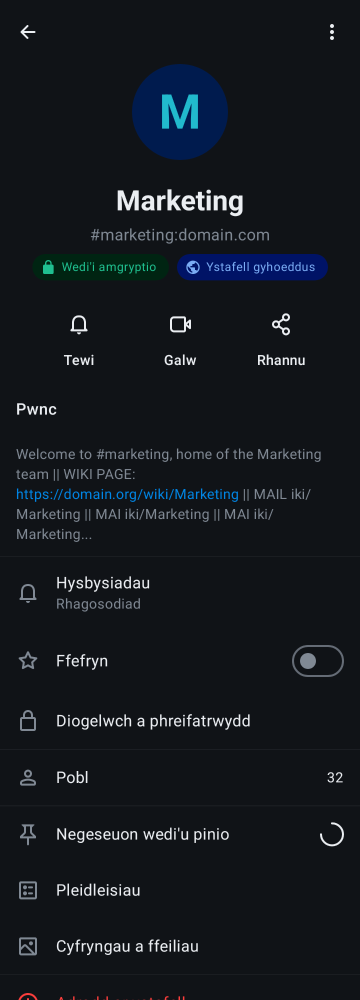 M
Marketing
#marketing:domain.com
Wedi'i amgryptio
Ystafell gyhoeddus
Tewi
Galw
Rhannu
Pwnc
Welcome to #marketing, home of the Marketing
team || WIKI PAGE:
https://domain.org/wiki/Marketing || MAIL iki/
Marketing || MAI iki/Marketing || MAI iki/
Marketing...
Hysbysiadau
Rhagosodiad
Ffefryn
Diogelwch a phreifatrwydd
Pobl
32
Negeseuon wedi'u pinio
Pleidleisiau
Cyfryngau a ffeiliau